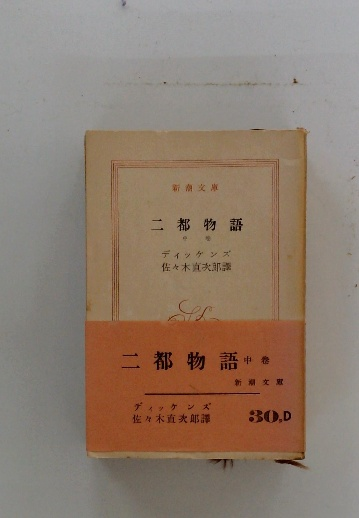 新潮文庫
二都物語
中卷
ディッケンズ
佐々木直次郎譯
二都物語 中卷
新潮文庫
ディッケンズ
佐々木直次郎譯
30.D